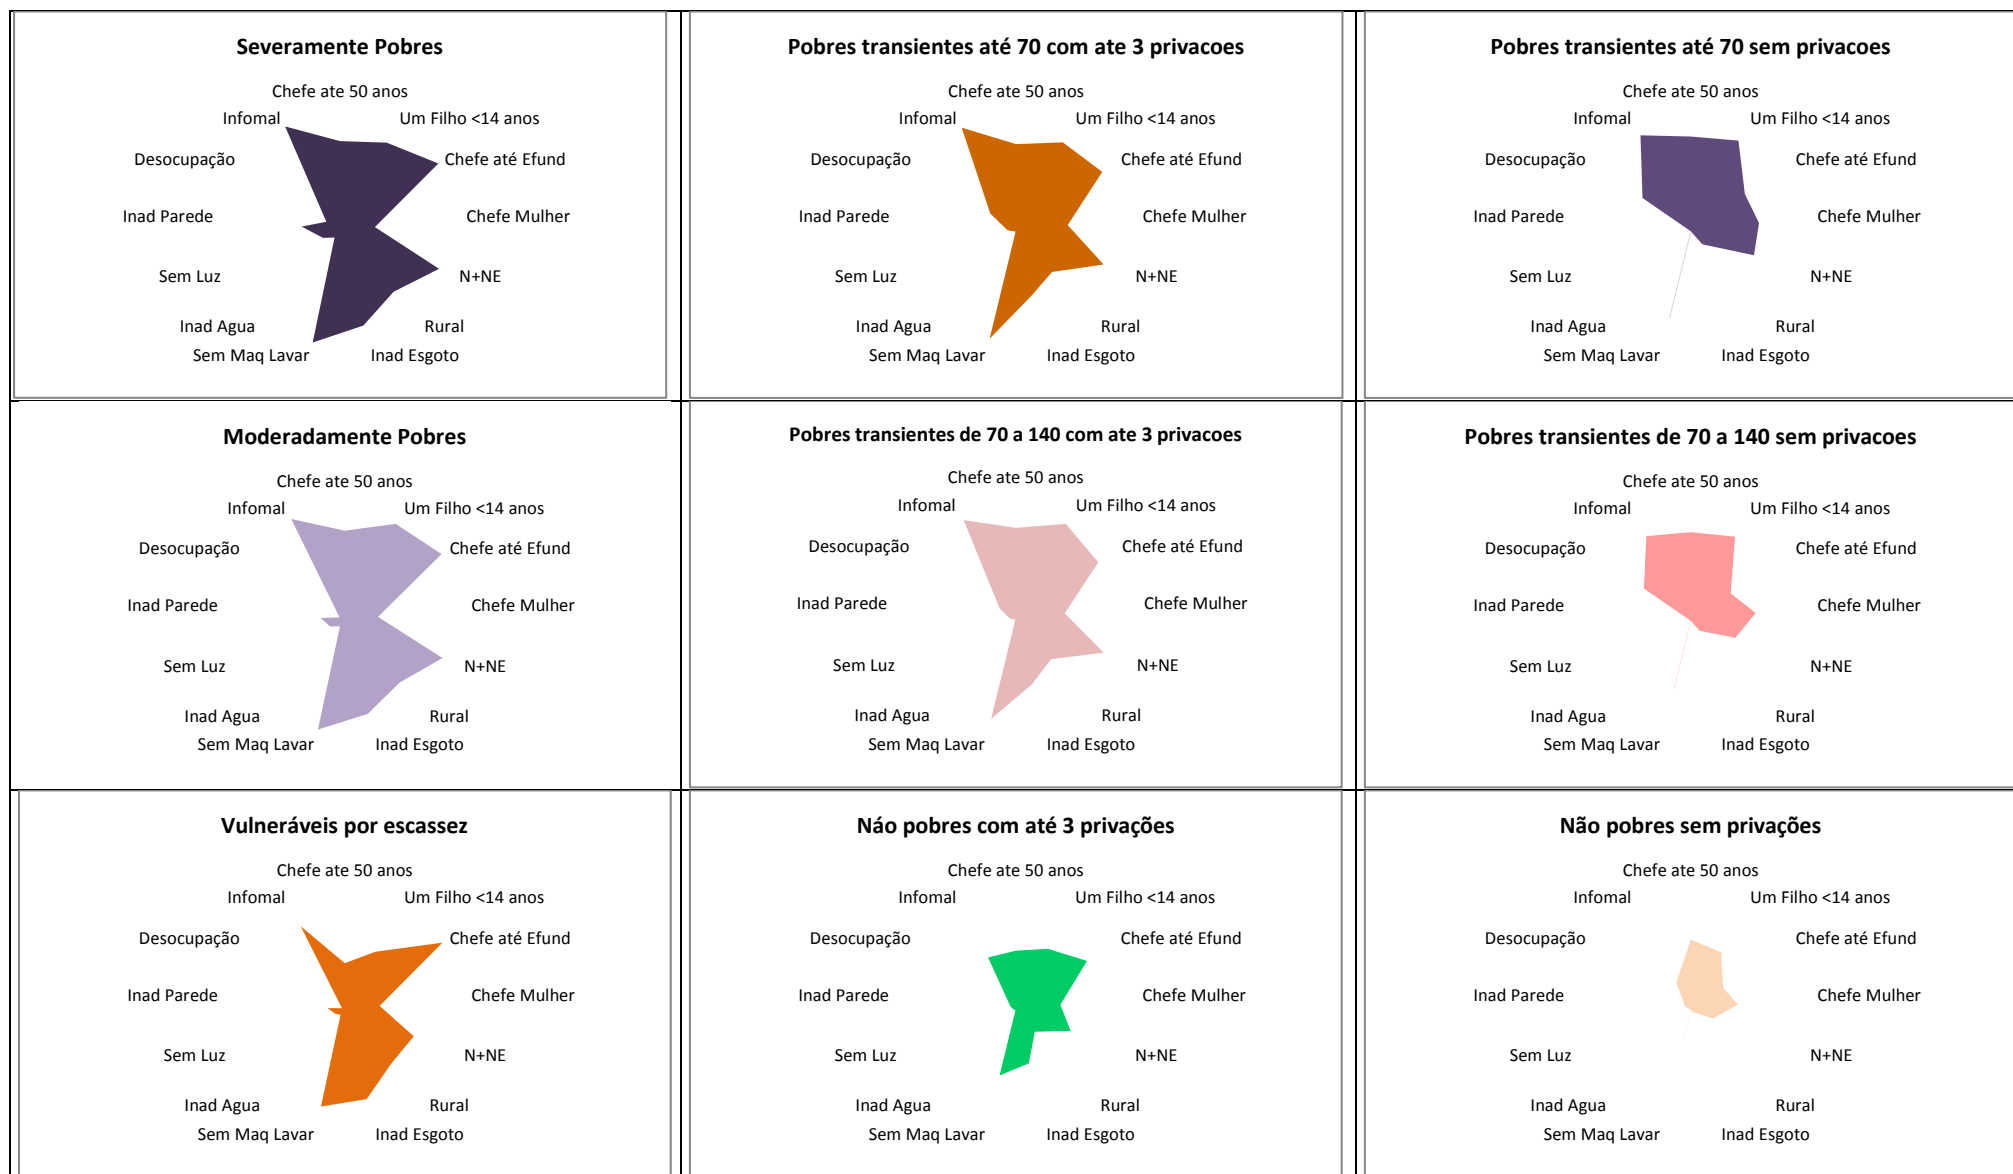 Severamente Pobres
Chefe ate 50 anos
Infomal
Um Filho <14 anos
Desocupação
Chefe até Efund
Inad Parede
Chefe Mulher
Sem Luz
N+NE
Inad Agua
Rural
Sem Maq Lavar
Inad Esgoto
Pobres transientes até 70 com ate 3 privacoes
Chefe ate 50 anos
Infomal
Um Filho <14 anos
Desocupação
Chefe até Efund
Inad Parede
Chefe Mulher
Sem Luz
N+NE
Inad Agua
Rural
Sem Maq Lavar
Inad Esgoto
Pobres transientes até 70 sem privacoes
Chefe ate 50 anos
Infomal
Um Filho <14 anos
Desocupação
Chefe até Efund
Inad Parede
Chefe Mulher
Sem Luz
N+NE
Inad Agua
Rural
Sem Maq Lavar
Inad Esgoto
Moderadamente Pobres
Chefe ate 50 anos
Infomal
Um Filho <14 anos
Desocupação
Chefe até Efund
Inad Parede
Chefe Mulher
Sem Luz
N+NE
Inad Agua
Rural
Sem Maq Lavar
Inad Esgoto
Pobres transientes de 70 a 140 com ate 3 privacoes
Chefe ate 50 anos
Infomal
Um Filho <14 anos
Desocupação
Chefe até Efund
Inad Parede
Chefe Mulher
Sem Luz
N+NE
Inad Agua
Rural
Sem Maq Lavar
Inad Esgoto
Pobres transientes de 70 a 140 sem privacoes
Chefe ate 50 anos
Infomal
Um Filho <14 anos
Desocupação
Chefe até Efund
Inad Parede
Chefe Mulher
Sem Luz
N+NE
Inad Agua
Rural
Sem Maq Lavar
Inad Esgoto
Vulneráveis por escassez
Chefe ate 50 anos
Infomal
Um Filho <14 anos
Desocupação
Chefe até Efund
Inad Parede
Chefe Mulher
Sem Luz
N+NE
Inad Agua
Rural
Sem Maq Lavar
Inad Esgoto
Náo pobres com até 3 privações
Chefe ate 50 anos
Infomal
Um Filho <14 anos
Desocupação
Chefe até Efund
Inad Parede
Chefe Mulher
Sem Luz
N+NE
Inad Agua
Rural
Sem Maq Lavar
Inad Esgoto
Não pobres sem privações
Chefe ate 50 anos
Infomal
Um Filho <14 anos
Desocupação
Chefe até Efund
Inad Parede
Chefe Mulher
Sem Luz
N+NE
Inad Agua
Rural
Sem Maq Lavar
Inad Esgoto